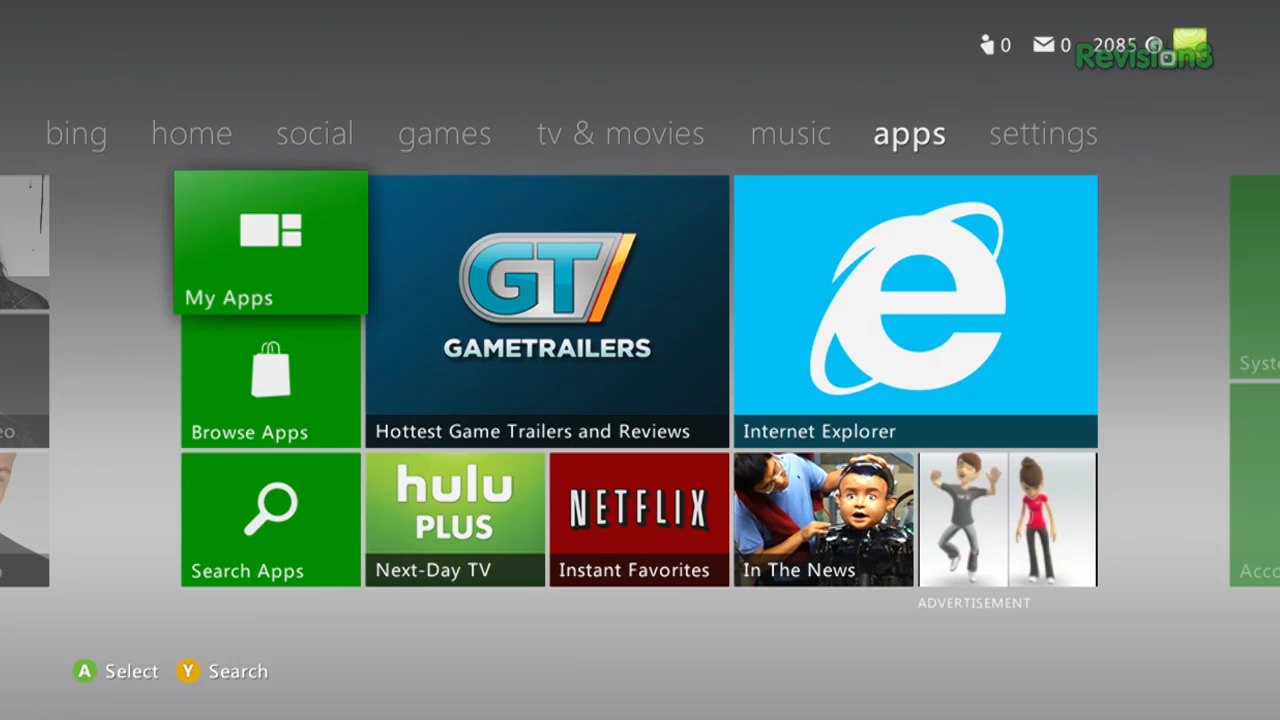 0 0 2085 G
Revision3
bing home social games tv & movies music apps settings
My Apps
GT
GAMETRAILERS
Browse Apps
Hottest Game Trailers and Reviews
Internet Explorer
hulu
PLUS
NETFLIX
Search Apps
Next-Day TV
Instant Favorites
In The News
ADVERTISEMENT
A Select Y Search